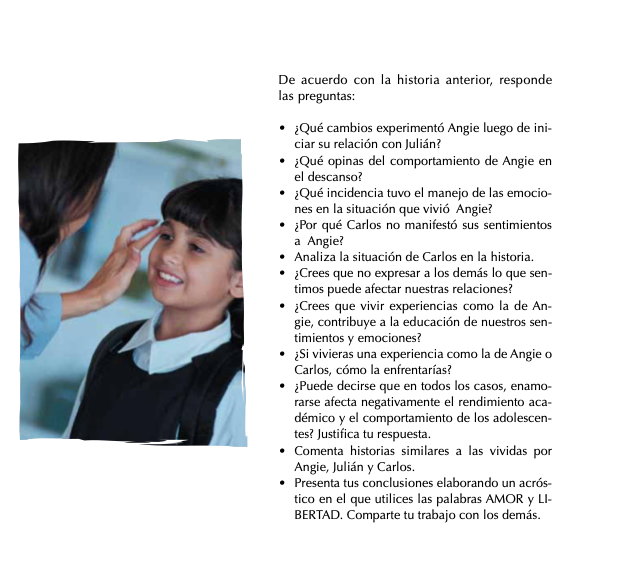 De acuerdo con la historia anterior, responde
las preguntas:
• ¿Qué cambios experimentó Angie luego de ini-
ciar su relación con Julián?
• ¿Qué opinas del comportamiento de Angie en
el descanso?
• ¿Qué incidencia tuvo el manejo de las emocio-
nes en la situación que vivió Angie?
• ¿Por qué Carlos no manifestó sus sentimientos
a Angie?
• Analiza la situación de Carlos en la historia.
• ¿Crees que no expresar a los demás lo que sen-
timos puede afectar nuestras relaciones?
• ¿Crees que vivir experiencias como la de An-
gie, contribuye a la educación de nuestros sen-
timientos y emociones?
• ¿Si vivieras una experiencia como la de Angie o
Carlos, cómo la enfrentarías?
• ¿Puede decirse que en todos los casos, enamo-
rarse afecta negativamente el rendimiento aca-
démico y el comportamiento de los adolescen-
tes? Justifica tu respuesta.
• Comenta historias similares a las vividas por
Angie, Julián y Carlos.
• Presenta tus conclusiones elaborando un acrós-
tico en el que utilices las palabras AMOR y LI-
BERTAD. Comparte tu trabajo con los demás.